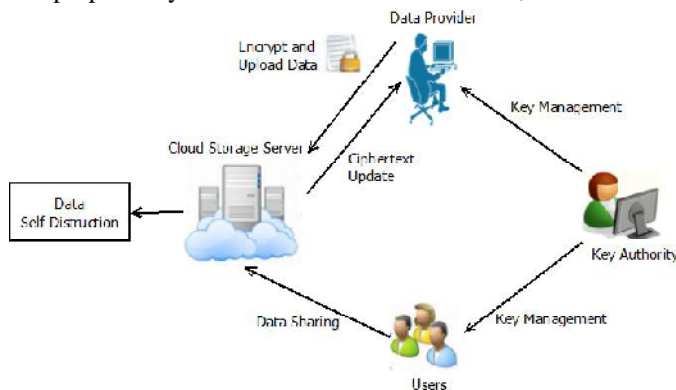 Data Provider
Encrypt and
Upload Data
Key Management
Cloud Storage Server
Ciphertext
Update
Data
Self Distruction
Key Authority
Data Sharing
Key Management
Users